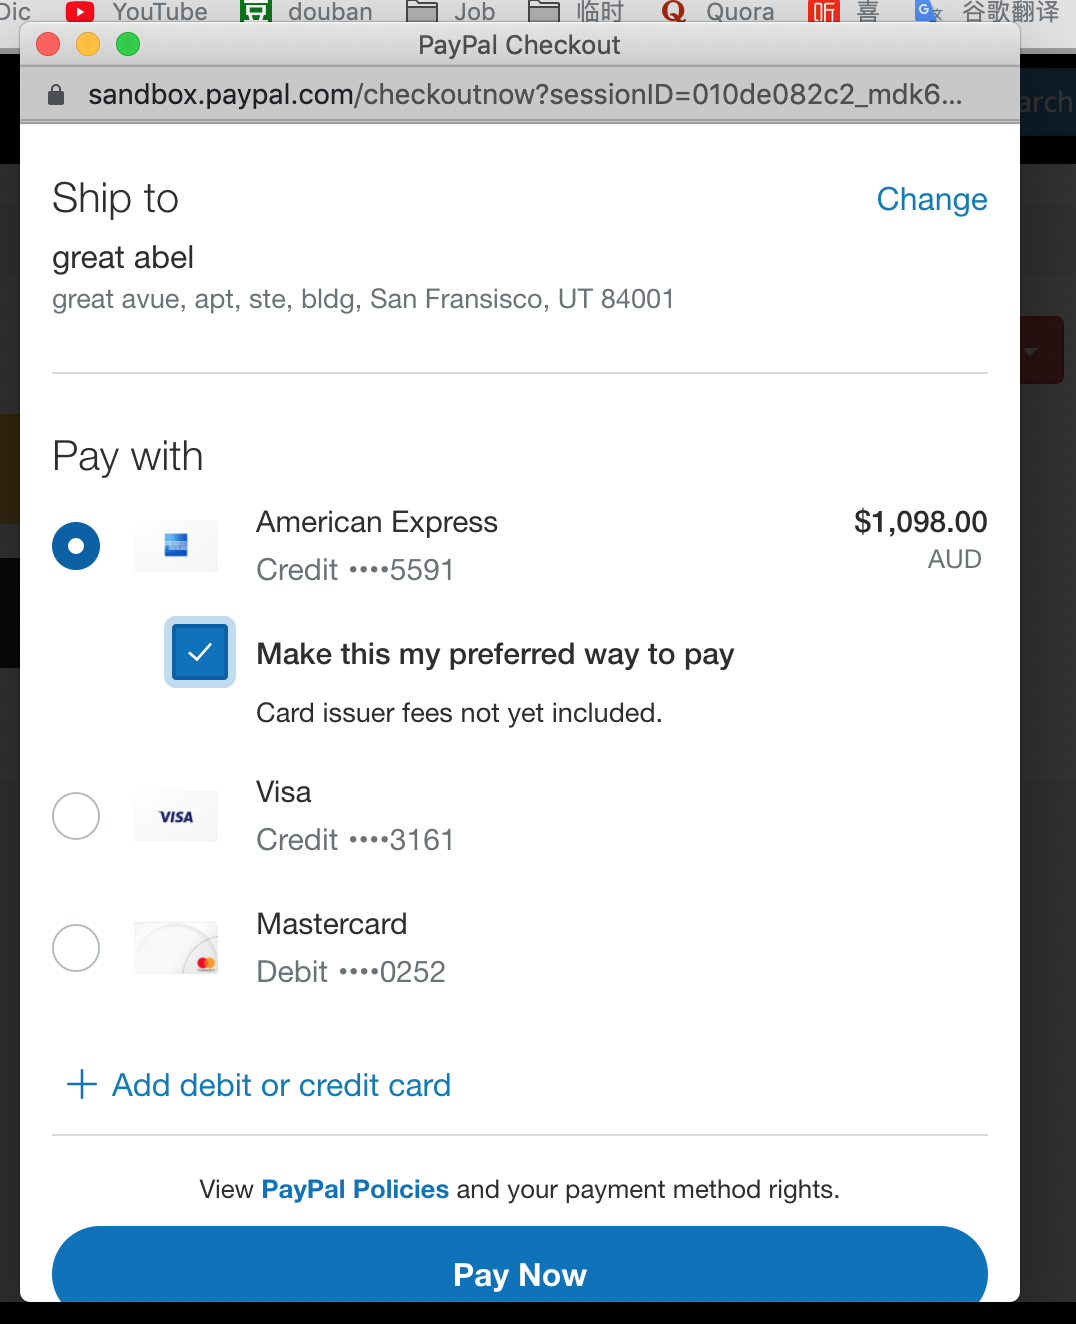 Dic YouTube 豆 douban Job 临时 Q Quora 听 喜 G 文 谷歌翻译
PayPal Checkout
sandbox.paypal.com/checkoutnow?sessionID=010de082c2_mdk6...
arch
Ship to
Change
great abel
great avue, apt, ste, bldg, San Fransisco, UT 84001
Pay with
American Express
$1,098.00
Credit ••••5591
AUD
Make this my preferred way to pay
Card issuer fees not yet included.
Visa
VISA
Credit ••••3161
Mastercard
Debit ••••0252
+ Add debit or credit card
View PayPal Policies and your payment method rights.
Pay Now